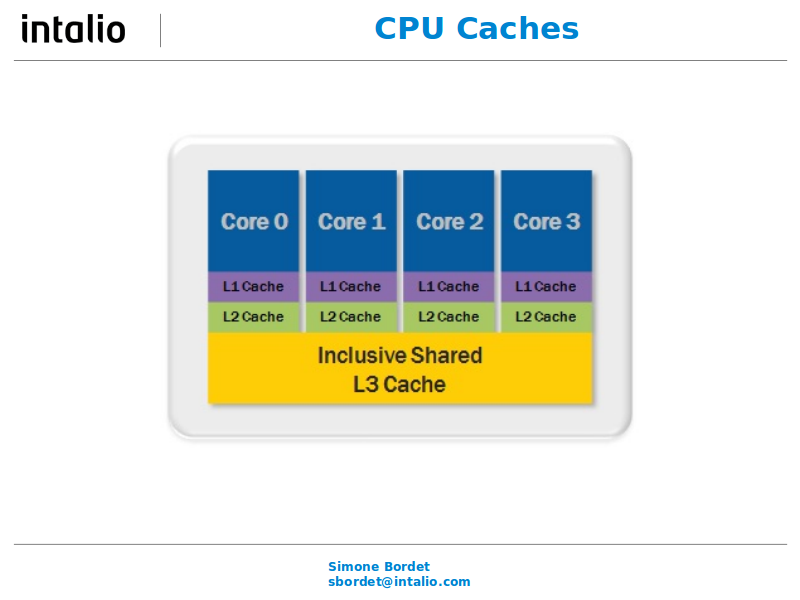 intalio
CPU Caches
Core 0 Core 1 Core 2 Core 3
L1 Cache L1 Cache L1 Cache L1 Cache
L2 Cache L2 Cache L2 Cache L2 Cache
Inclusive Shared
L3 Cache
Simone Bordet
sbordet@intalio.com